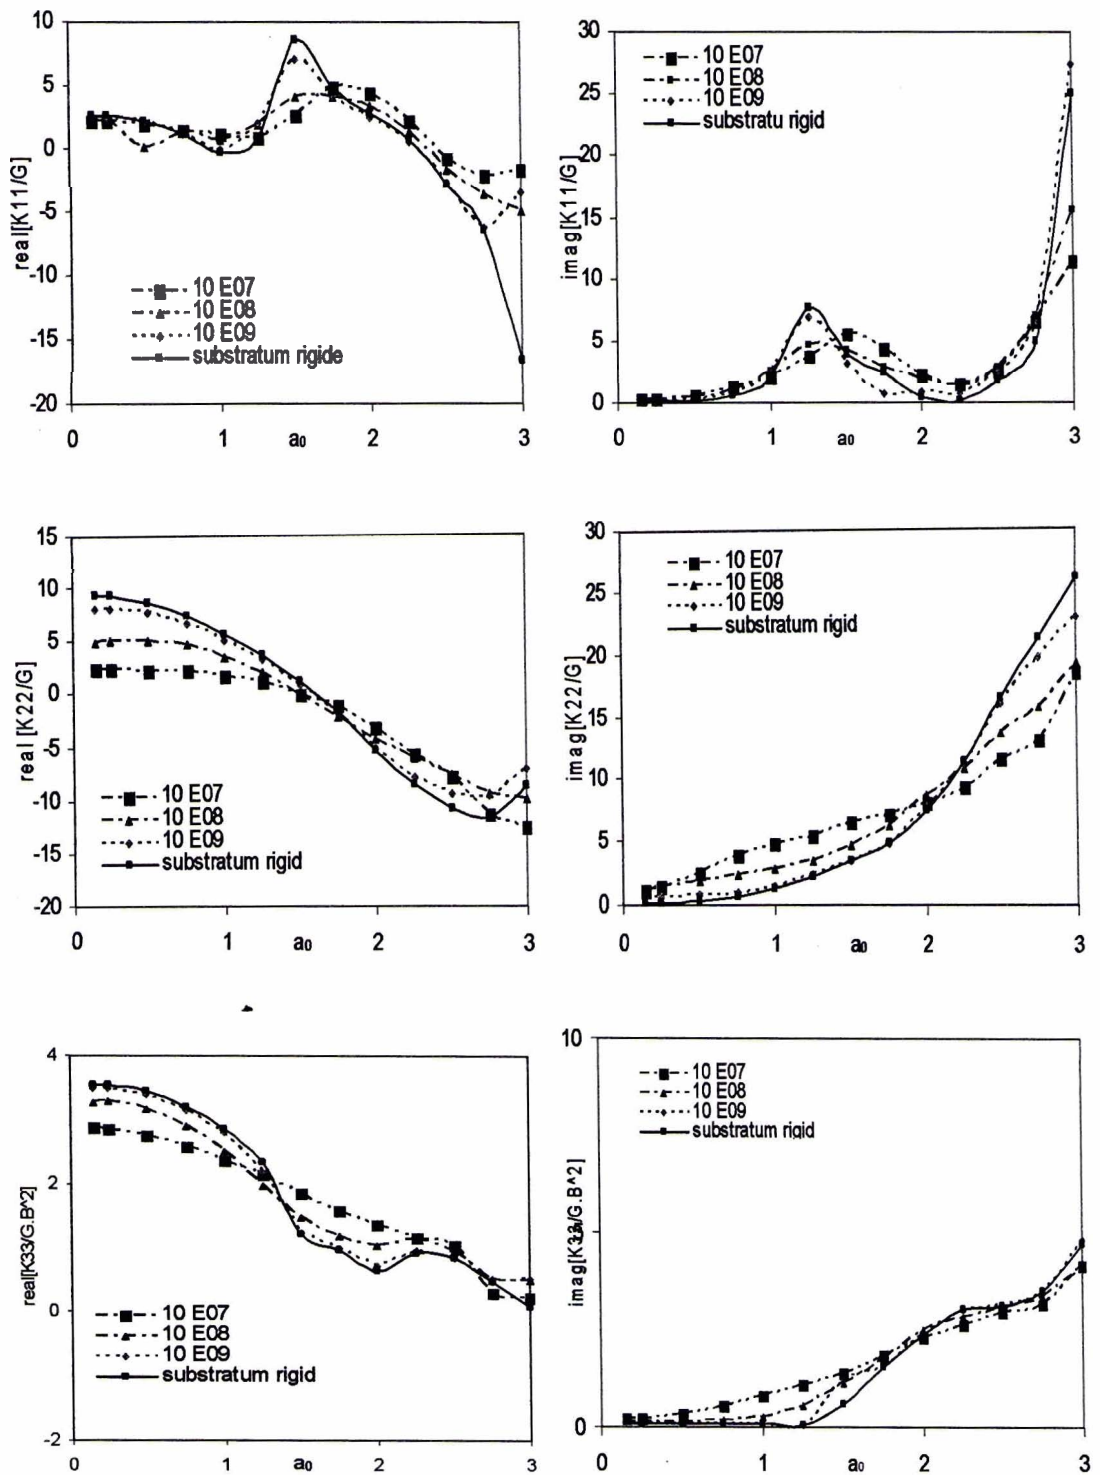 real[K11/G]
10
5
0
-5
-10
-15
-20
10 E07
10 E08
10 E09
substratum rigide
0
1
a0
2
3
imag[K11/G]
30
25
20
15
10
5
0
10 E07
10 E08
10 E09
substratu rigid
1
a0
2
3
real [K22/G]
15
10
5
0
-5
-10
-15
-20
10 E07
10 E08
10 E09
substratum rigid
0
1
a0
2
3
imag[K22/G]
30
25
20
15
10
5
0
10 E07
10 E08
10 E09
substratum rigid
0
1
a0
2
3
real[K33/G.B^2]
4
2
0
-2
10 E07
10 E08
10 E09
substratum rigid
0
1
a0
2
3
imag[K33/G.B^2]
10
5
0
10 E07
10 E08
10 E09
substratum rigid
0
1
a0
2
3